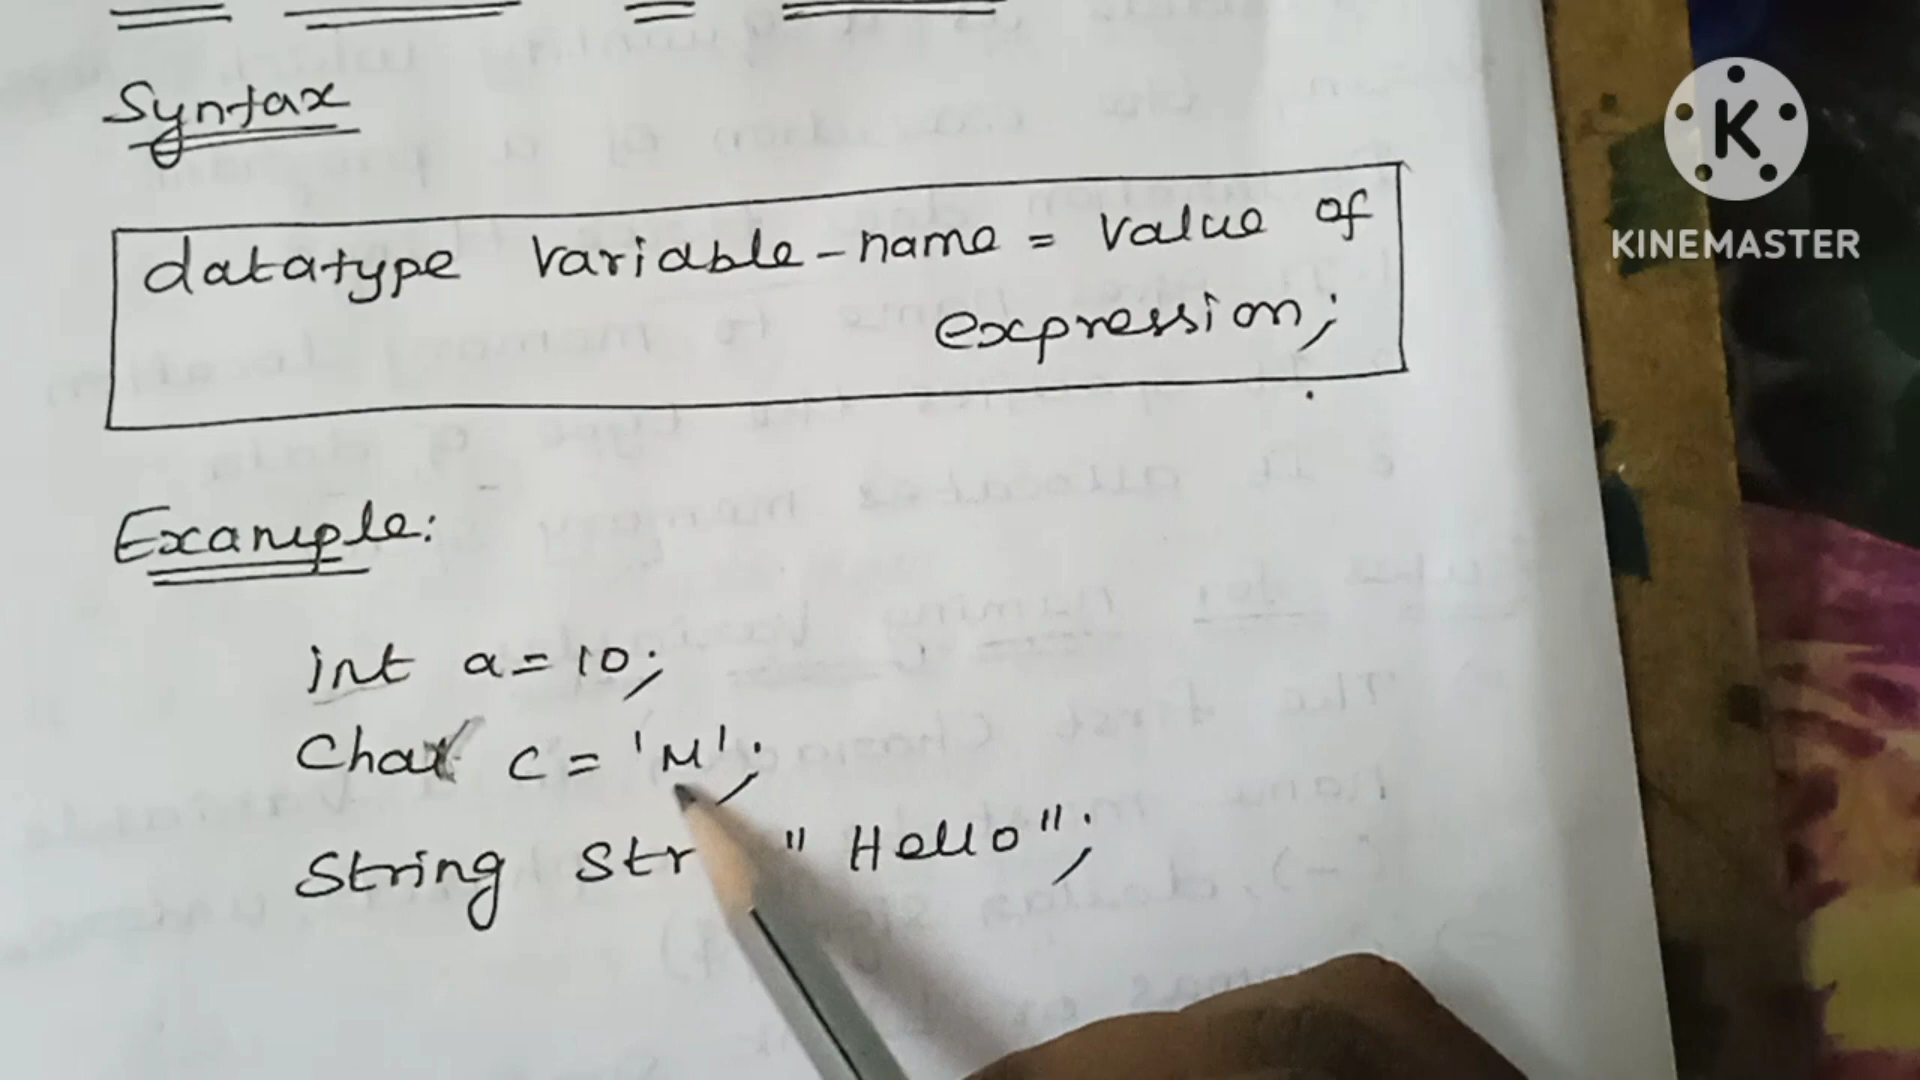 Syntax
datatype variable-name = value of
expression;
Example:
int a=10;
Char c = 'M';
String Str " Hello";
K
KINEMASTER